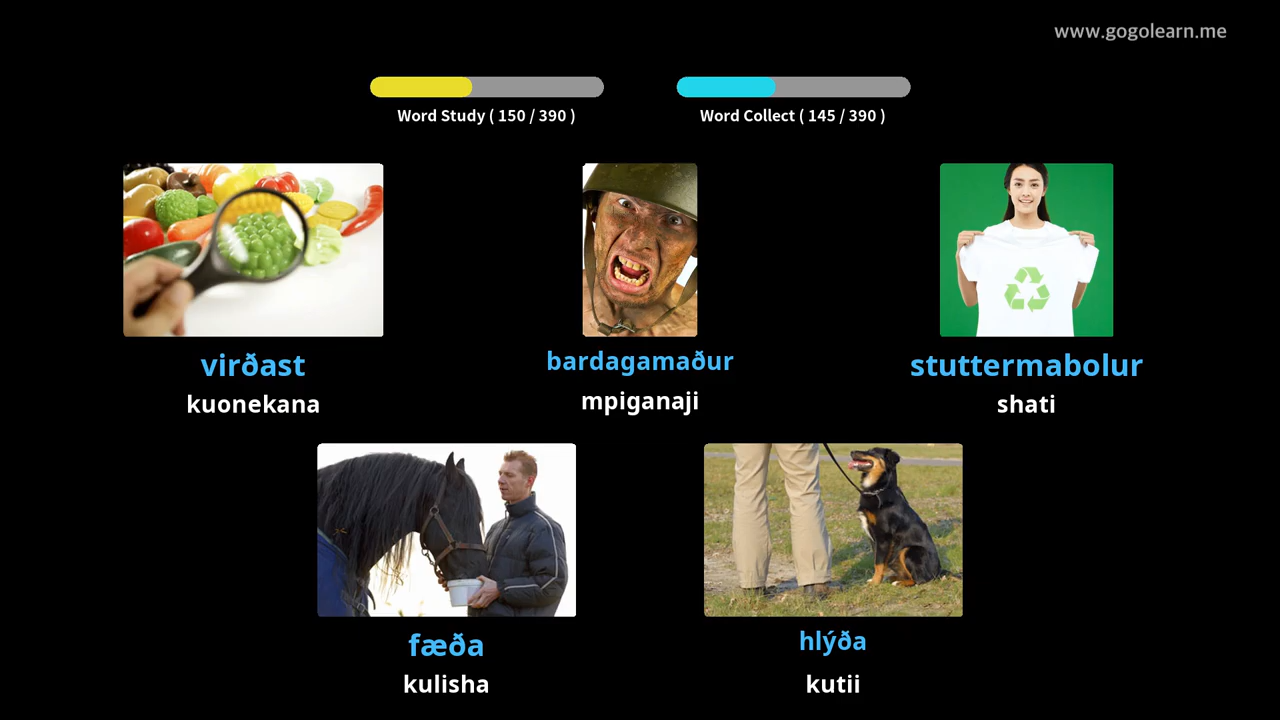 www.gogolearn.me
Word Study ( 150 / 390 )
Word Collect ( 145 / 390 )
virðast
kuonekana
bardagamaður
mpiganaji
stuttermabolur
shati
fæða
kulisha
hlýða
kutii